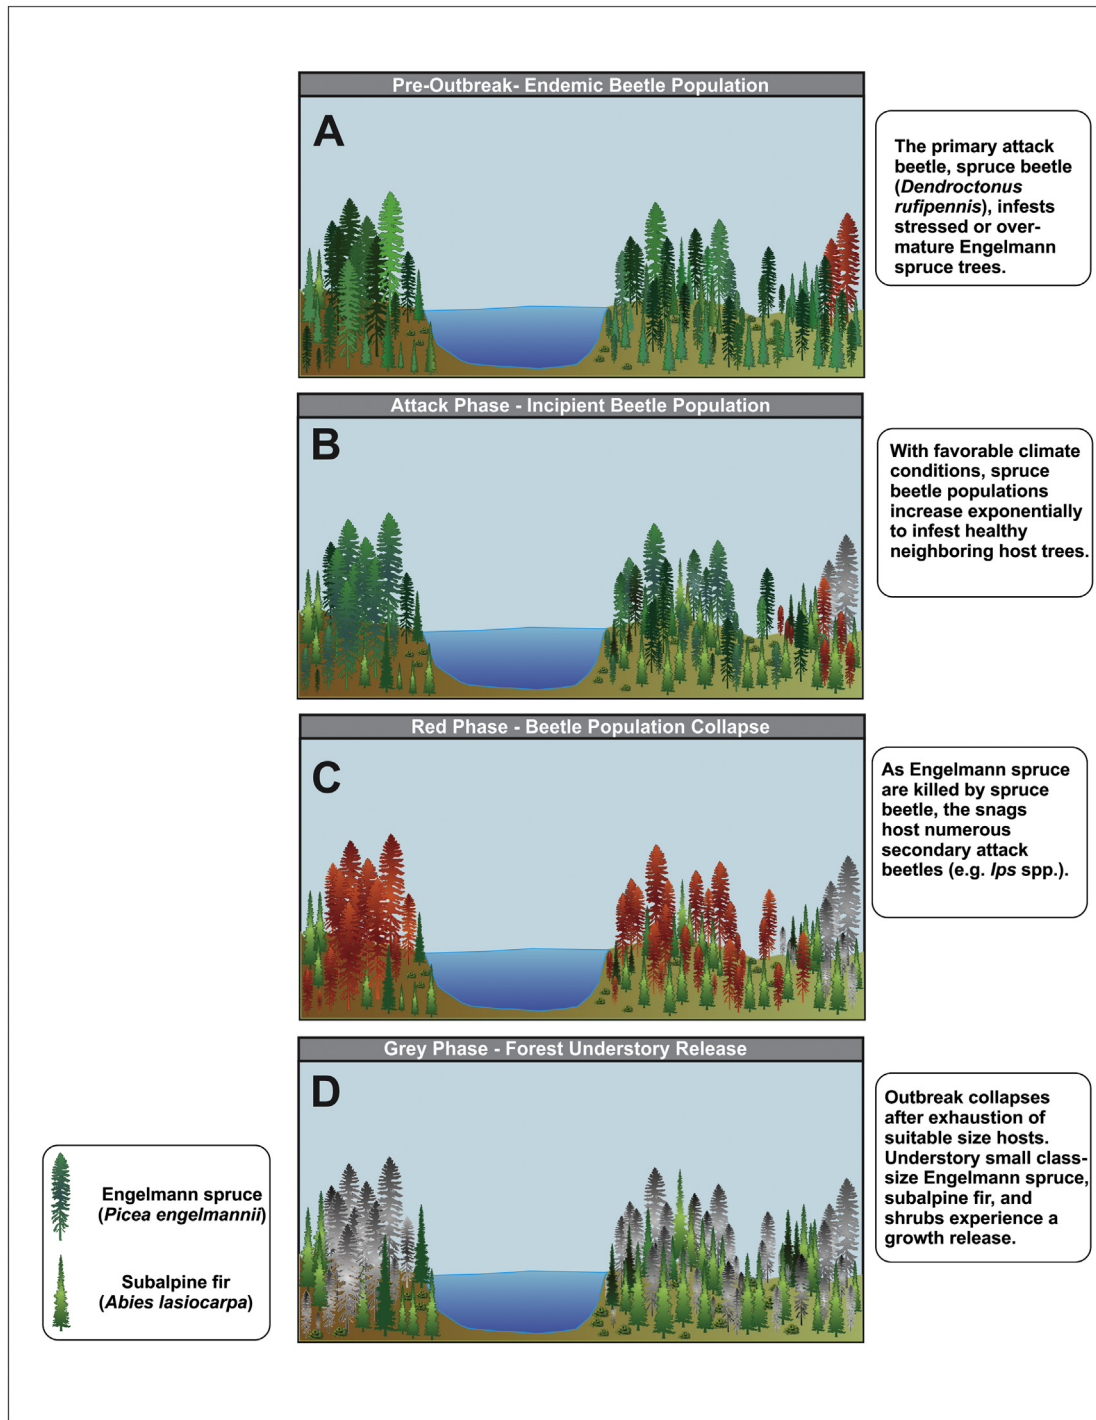 Pre-Outbreak- Endemic Beetle Population
A
The primary attack
beetle, spruce beetle
(Dendroctonus
rufipennis), infests
stressed or over-
mature Engelmann
spruce trees.
Attack Phase - Incipient Beetle Population
B
With favorable climate
conditions, spruce
beetle populations
increase exponentially
to infest healthy
neighboring host trees.
Red Phase - Beetle Population Collapse
C
As Engelmann spruce
are killed by spruce
beetle, the snags
host numerous
secondary attack
beetles (e.g. Ips spp.).
Grey Phase - Forest Understory Release
D
Outbreak collapses
after exhaustion of
suitable size hosts.
Understory small class-
size Engelmann spruce,
subalpine fir, and
shrubs experience a
growth release.
Engelmann spruce
(Picea engelmannii)
Subalpine fir
(Abies lasiocarpa)